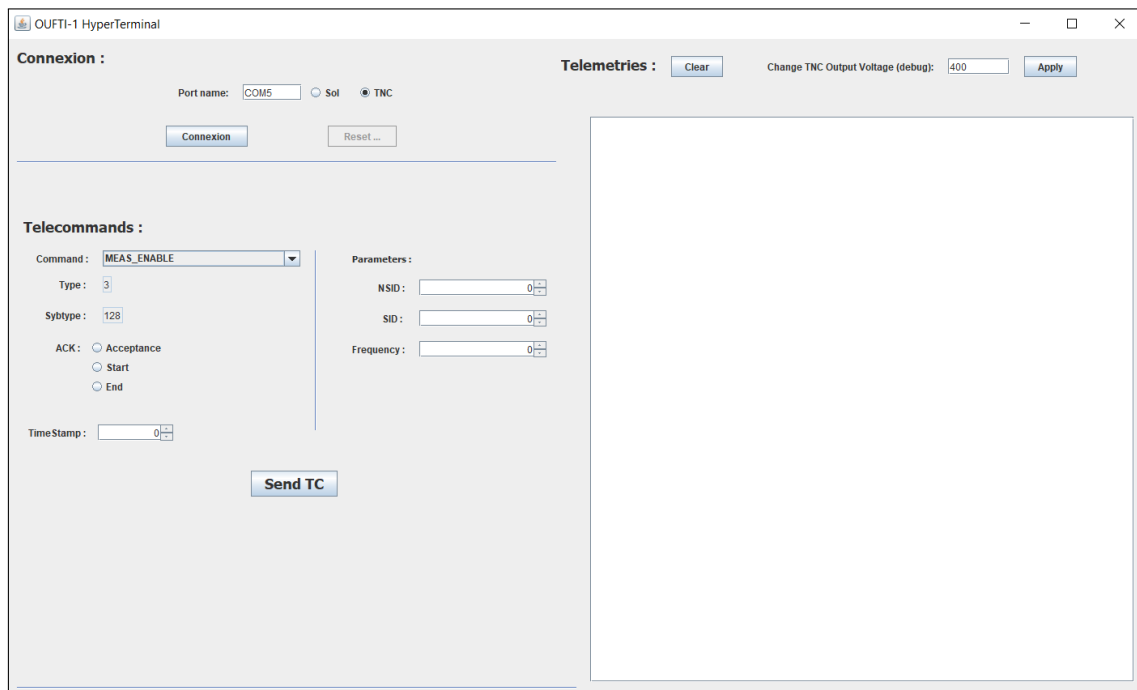 OUFTI-1 HyperTerminal
Connexion :
Port name: COM5 Sol TNC
Connexion Reset ...
Telemetries : Clear Change TNC Output Voltage (debug): 400 Apply
Telecommands :
Command : MEAS_ENABLE
Type : 3
Sybtype : 128
ACK : Acceptance
Start
End
TimeStamp : 0
Parameters :
NSID : 0
SID : 0
Frequency : 0
Send TC